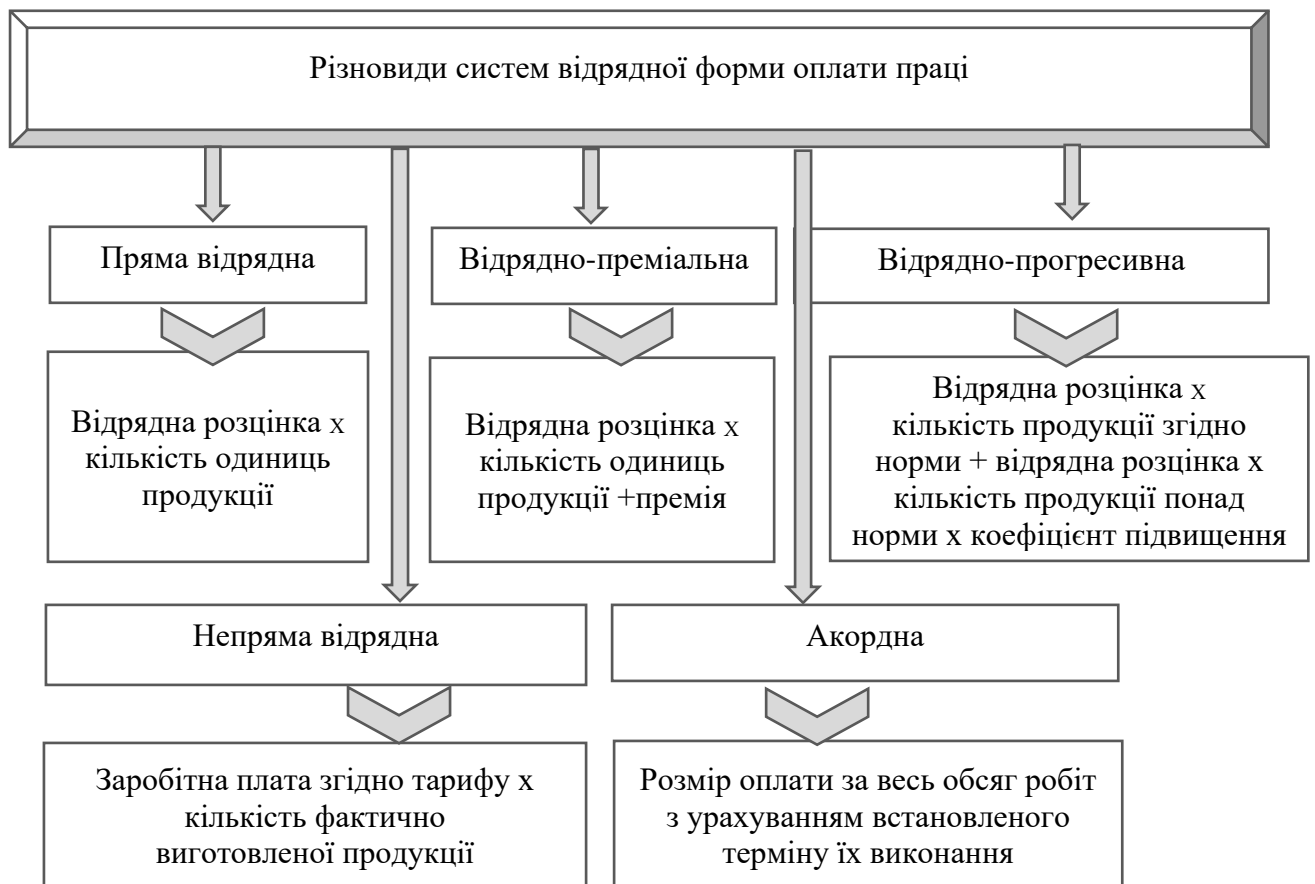 Різновиди систем відрядної форми оплати праці
Пряма відрядна
Відрядно-преміальна
Відрядно-прогресивна
Відрядна розцінка х
кількість одиниць
продукції
Відрядна розцінка х
кількість одиниць
продукції +премія
Відрядна розцінка х
кількість продукції згідно
норми + відрядна розцінка х
кількість продукції понад
норми х коефіцієнт підвищення
Непряма відрядна
Акордна
Заробітна плата згідно тарифу х
кількість фактично
виготовленої продукції
Розмір оплати за весь обсяг робіт
з урахуванням встановленого
терміну їх виконання